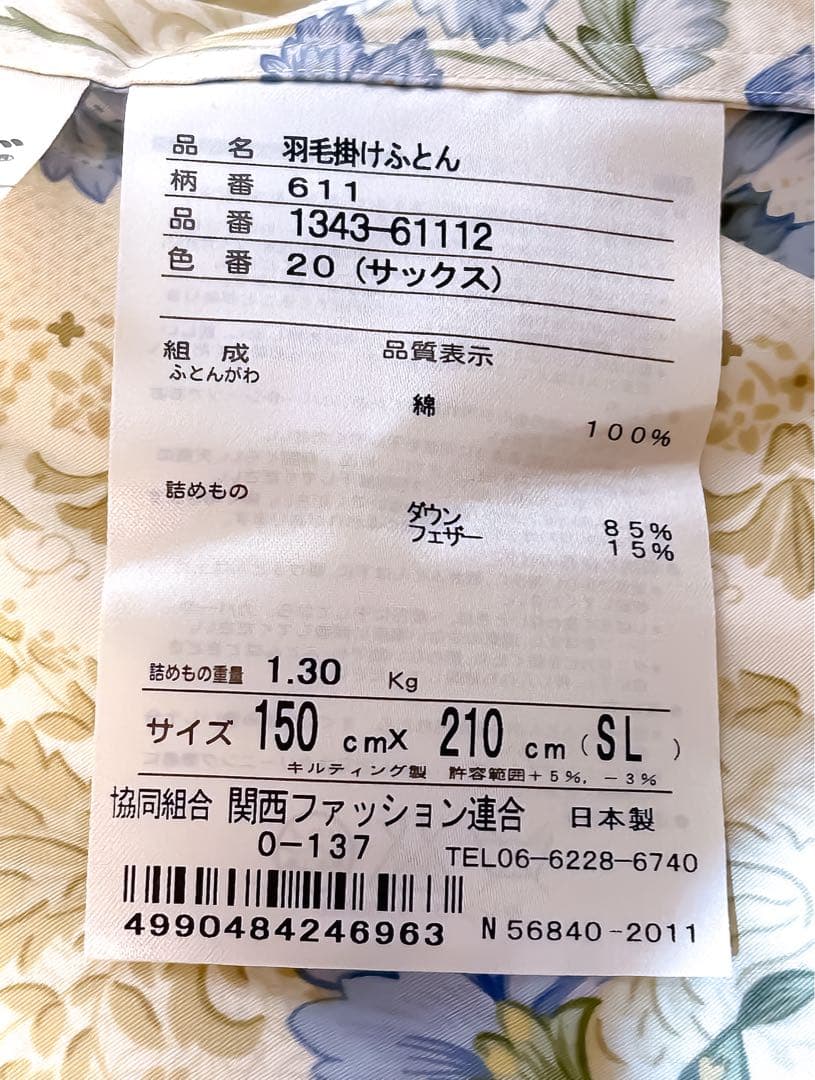 品 名 羽毛掛けふとん
柄 番 611
品 番 1343-61112
色 番 20(サックス)
組 成 品質表示
ふとんがわ
綿
100%
詰めもの
ダウン 85%
フェザー 15%
詰めもの重量 1.30 Kg
サイズ 150 cmX 210 cm(SL)
キルティング製 許容範囲+5%, -3%
協同組合 関西ファッション連合 日本製
0-137 TEL06-6228-6740
4990484246963 N56840-2011